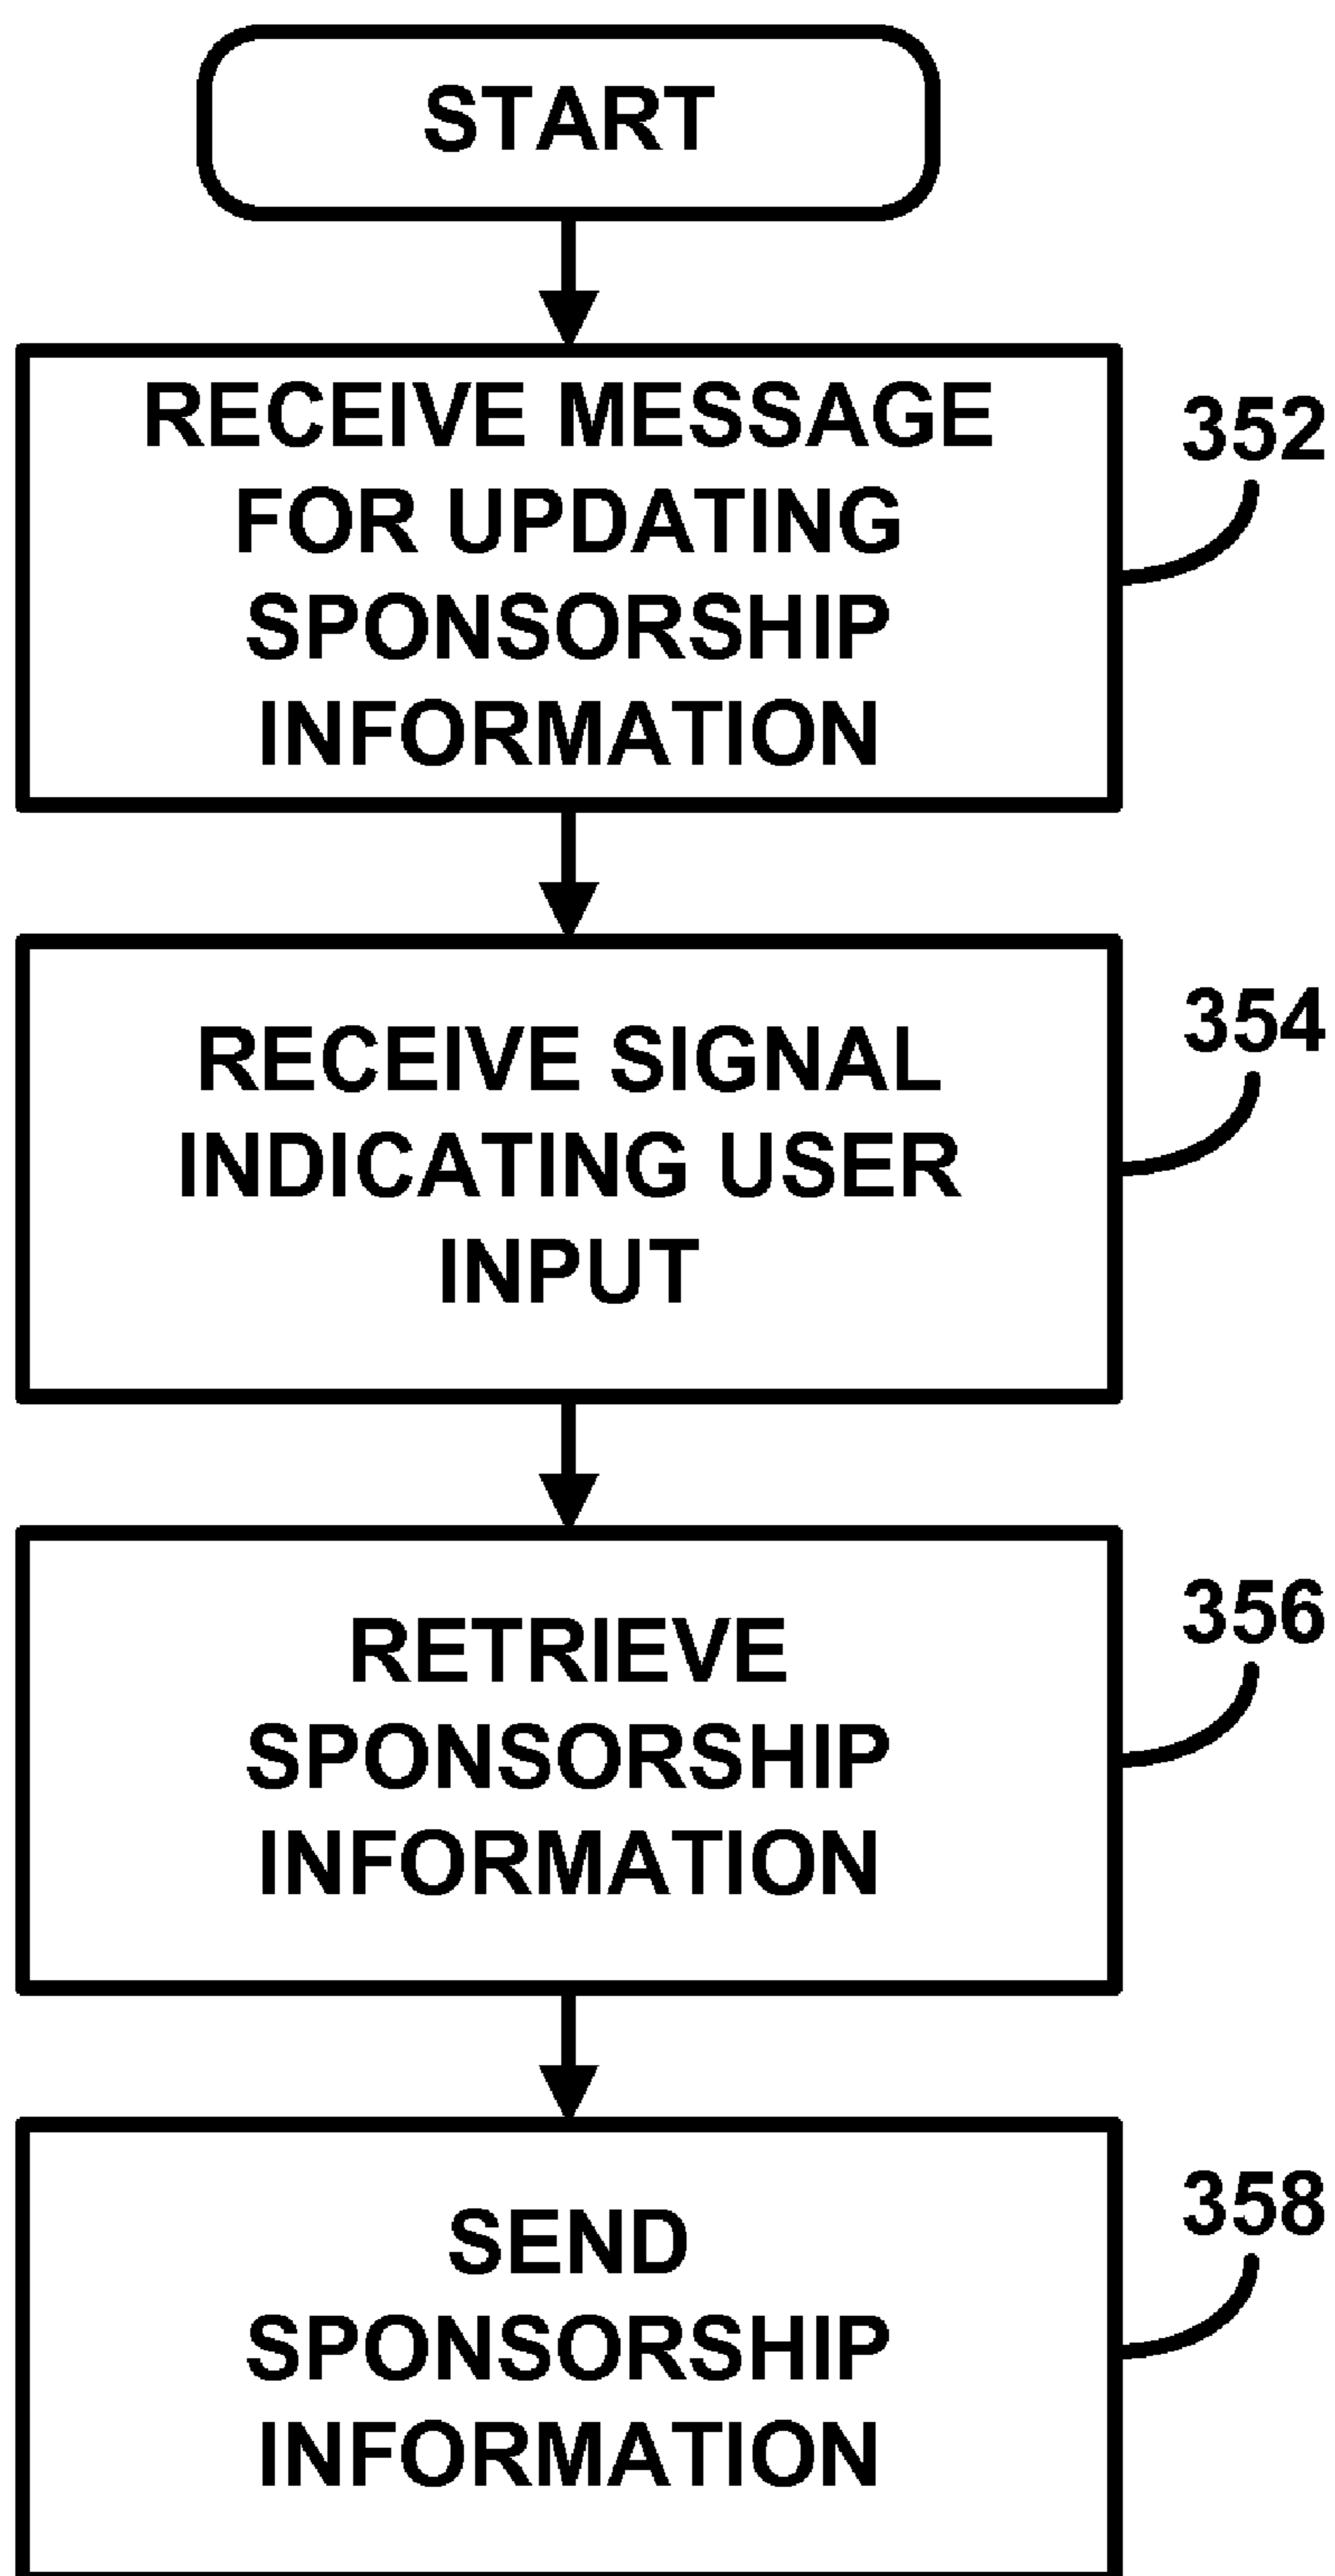 START
RECEIVE MESSAGE
FOR UPDATING
SPONSORSHIP
INFORMATION
352
RECEIVE SIGNAL
INDICATING USER
INPUT
354
RETRIEVE
SPONSORSHIP
INFORMATION
356
SEND
SPONSORSHIP
INFORMATION
358